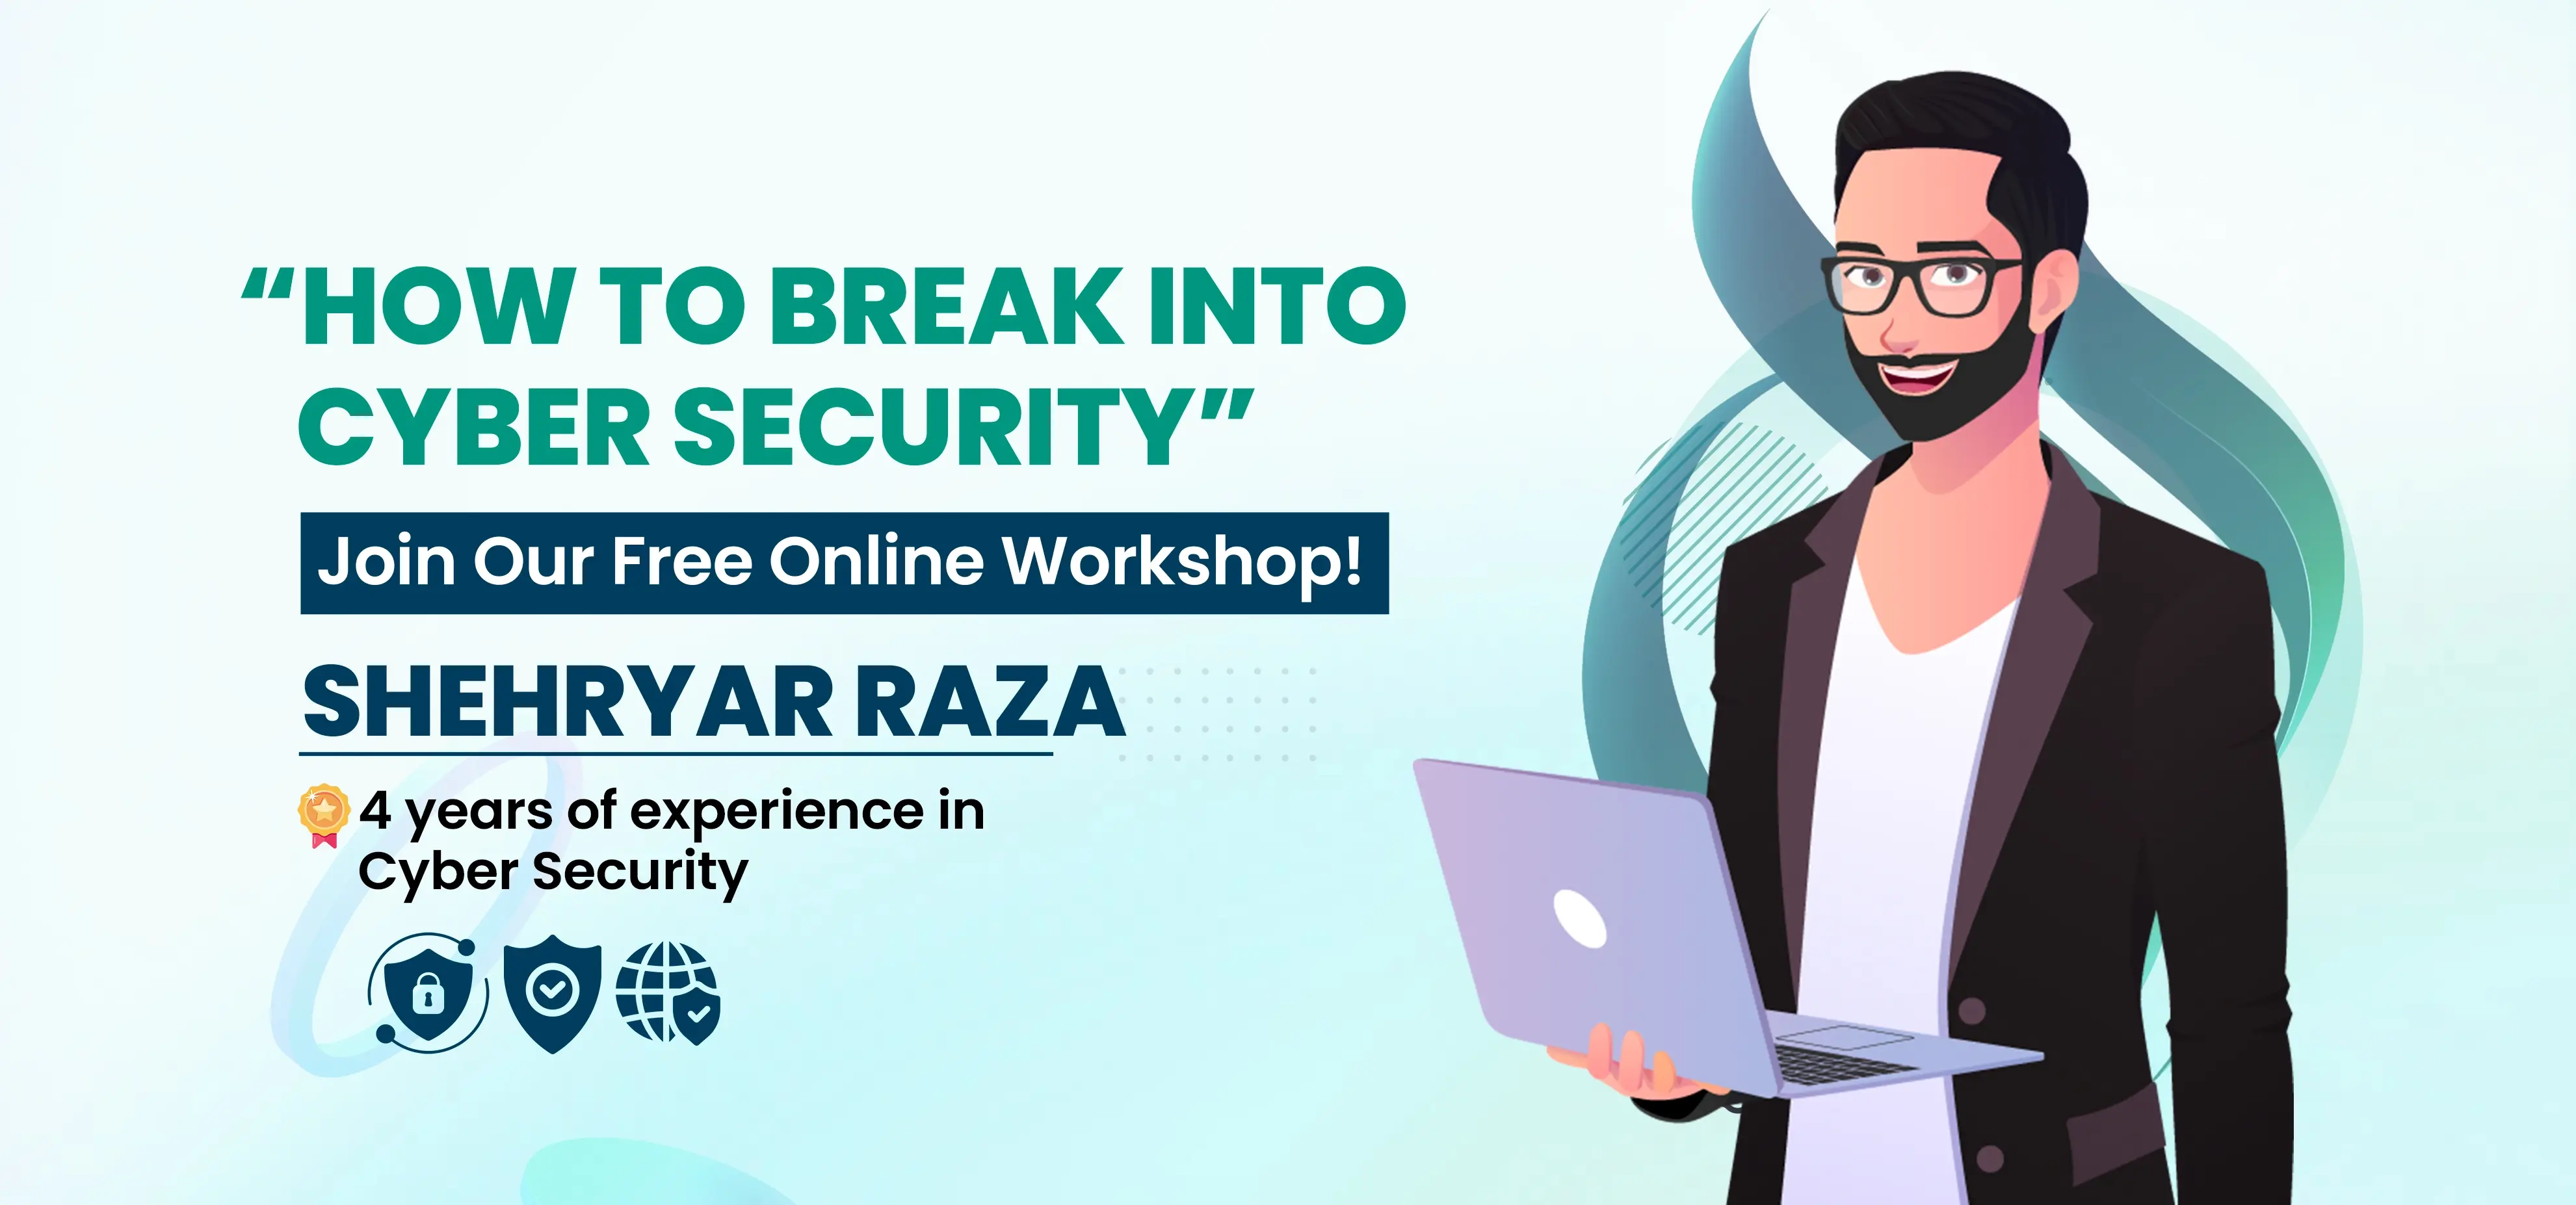 “HOW TO BREAK INTO
CYBER SECURITY”
Join Our Free Online Workshop!
SHEHRYAR RAZA
4 years of experience in
Cyber Security